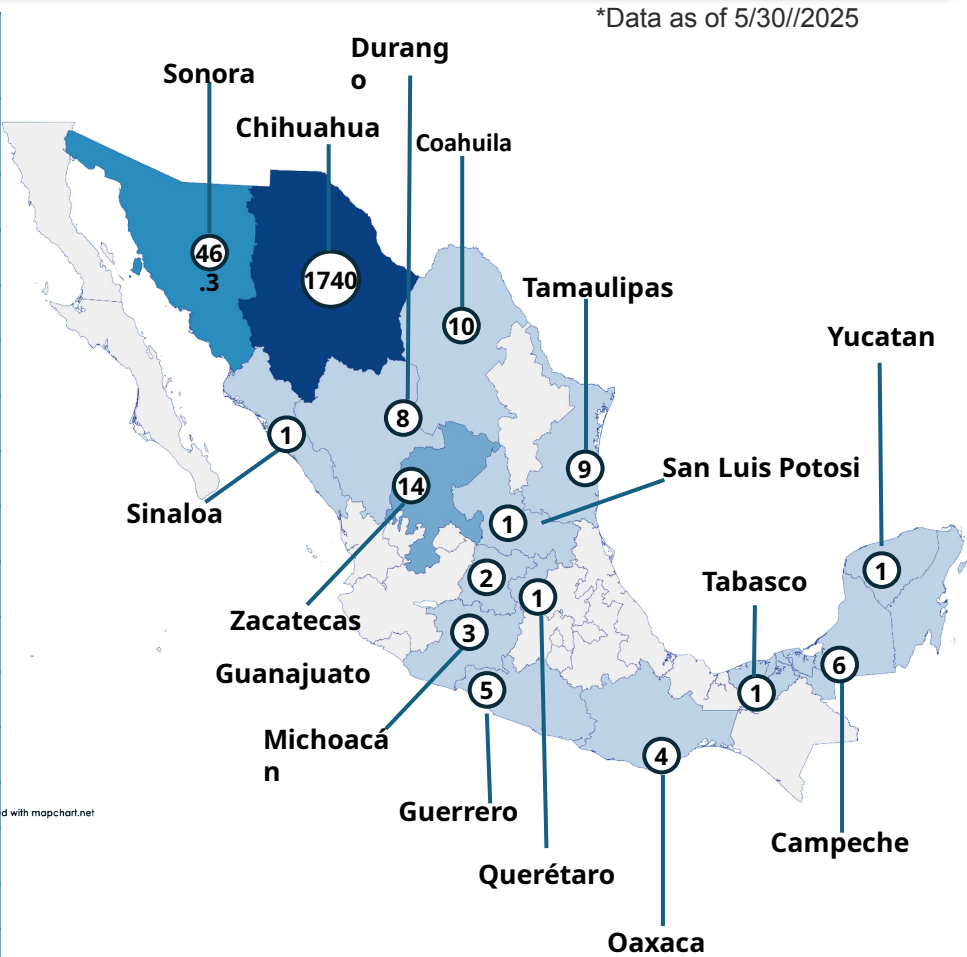 *Data as of 5/30//2025
Durang
o
Sonora
Chihuahua
Coahuila
46
.3
1740
Tamaulipas
10
Yucatan
8
1
9
San Luis Potosi
14
Sinaloa
1
1
2
Tabasco
1
Zacatecas
3
6
Guanajuato
5
1
Michoacá
n
4
Guerrero
d with mapchart.net
Campeche
Querétaro
Oaxaca